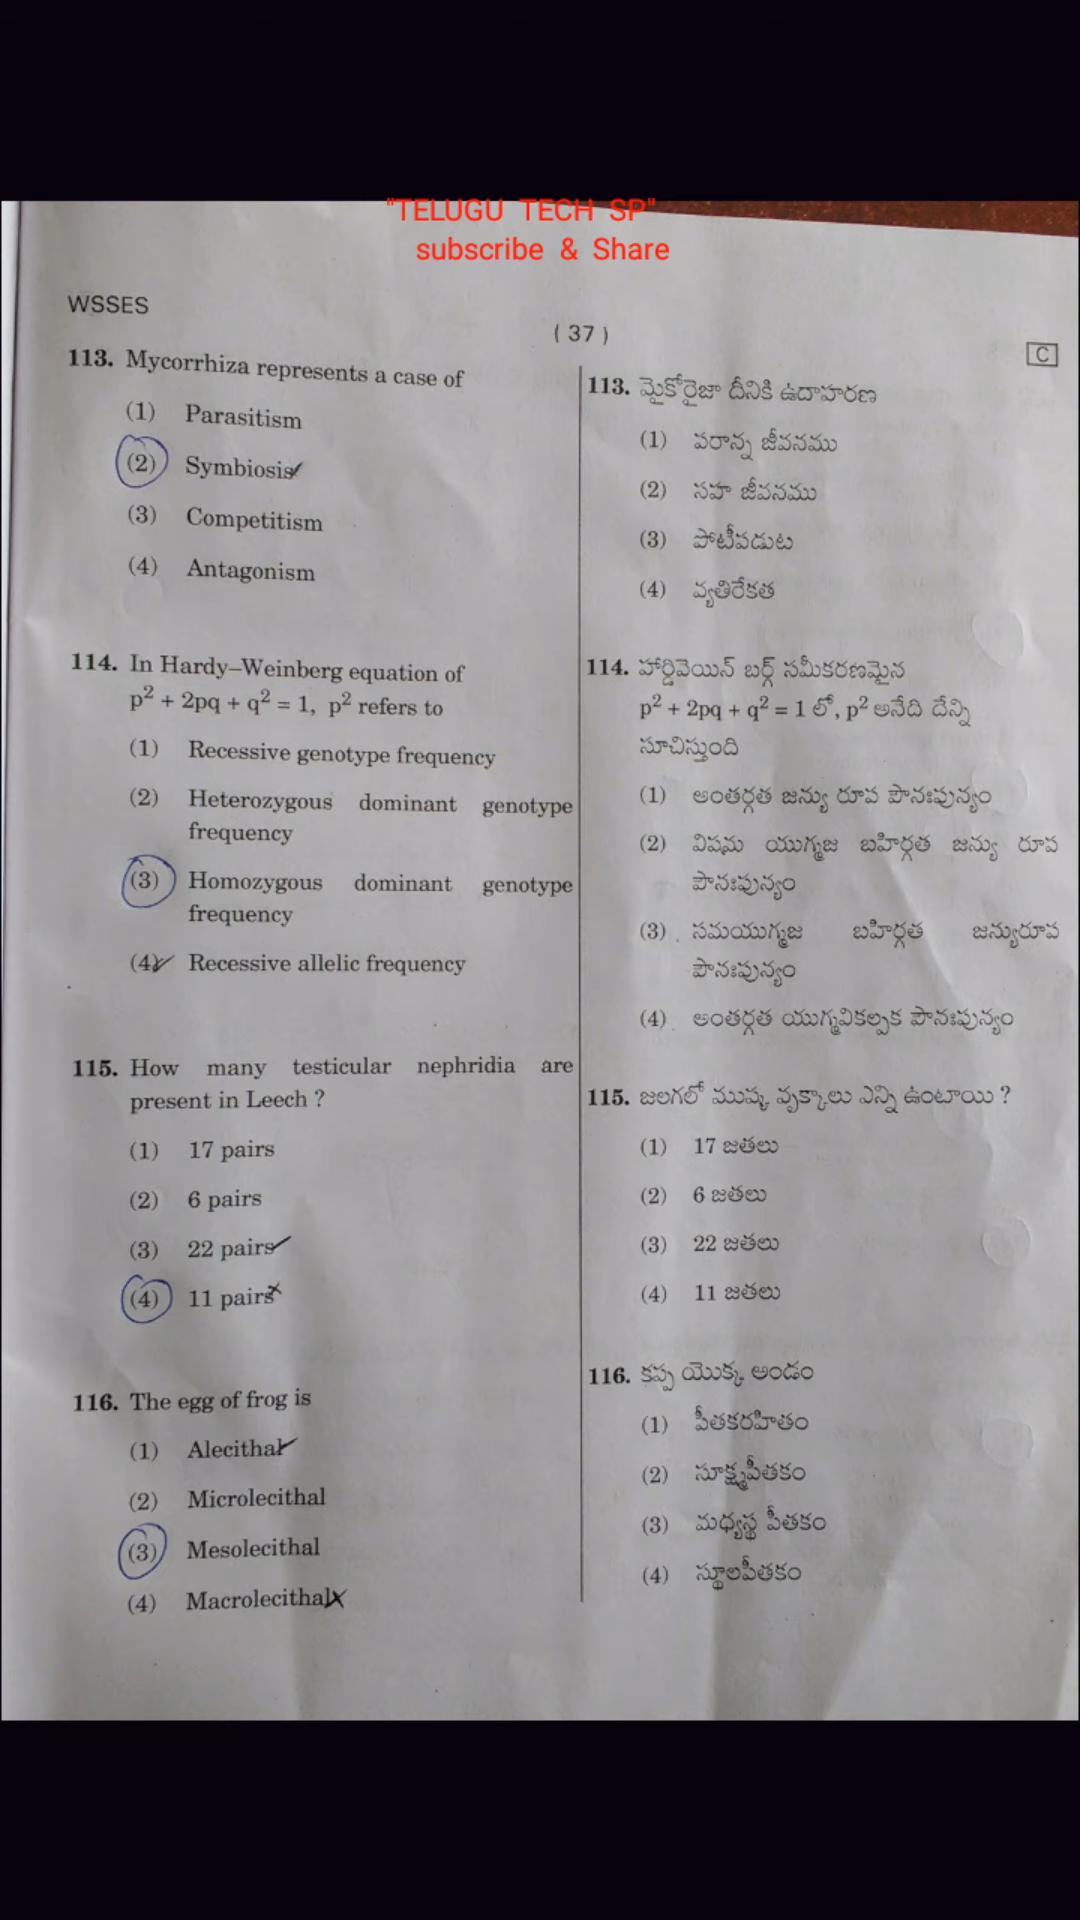 "TELUGU TECH SP"
subscribe & Share
WSSES
( 37 )
C
113. Mycorrhiza represents a case of
(1) Parasitism
(2) Symbiosis
(3) Competitism
(4) Antagonism
114. In Hardy–Weinberg equation of
p² + 2pq + q² = 1, p² refers to
(1) Recessive genotype frequency
(2) Heterozygous dominant genotype
frequency
(3) Homozygous dominant genotype
frequency
(4) Recessive allelic frequency
115. How many testicular nephridia are
present in Leech ?
(1) 17 pairs
(2) 6 pairs
(3) 22 pairs
(4) 11 pairs
116. The egg of frog is
(1) Alecithal
(2) Microlecithal
(3) Mesolecithal
(4) Macrolecithal
113. మైకోరైజా దీనికి ఉదాహరణ
(1) పరాన్న జీవనము
(2) సహ జీవనము
(3) పోటీపడుట
(4) వ్యతిరేకత
114. హార్డివెయిన్ బర్గ్ సమీకరణమైన
p² + 2pq + q² = 1 లో, p² అనేది దేన్ని
సూచిస్తుంది
(1) అంతర్గత జన్యు రూప పౌనఃపున్యం
(2) విషమ యుగ్మజ బహిర్గత జన్యు రూప
పౌనఃపున్యం
(3) సమయుగ్మజ బహిర్గత జన్యురూప
పౌనఃపున్యం
(4) అంతర్గత యుగ్మవికల్పక పౌనఃపున్యం
115. జలగలో ముష్క వృక్కాలు ఎన్ని ఉంటాయి ?
(1) 17 జతలు
(2) 6 జతలు
(3) 22 జతలు
(4) 11 జతలు
116. కప్ప యొక్క అండం
(1) పీతకరహితం
(2) సూక్ష్మపీతకం
(3) మధ్యస్థ పీతకం
(4) స్థూలపీతకం